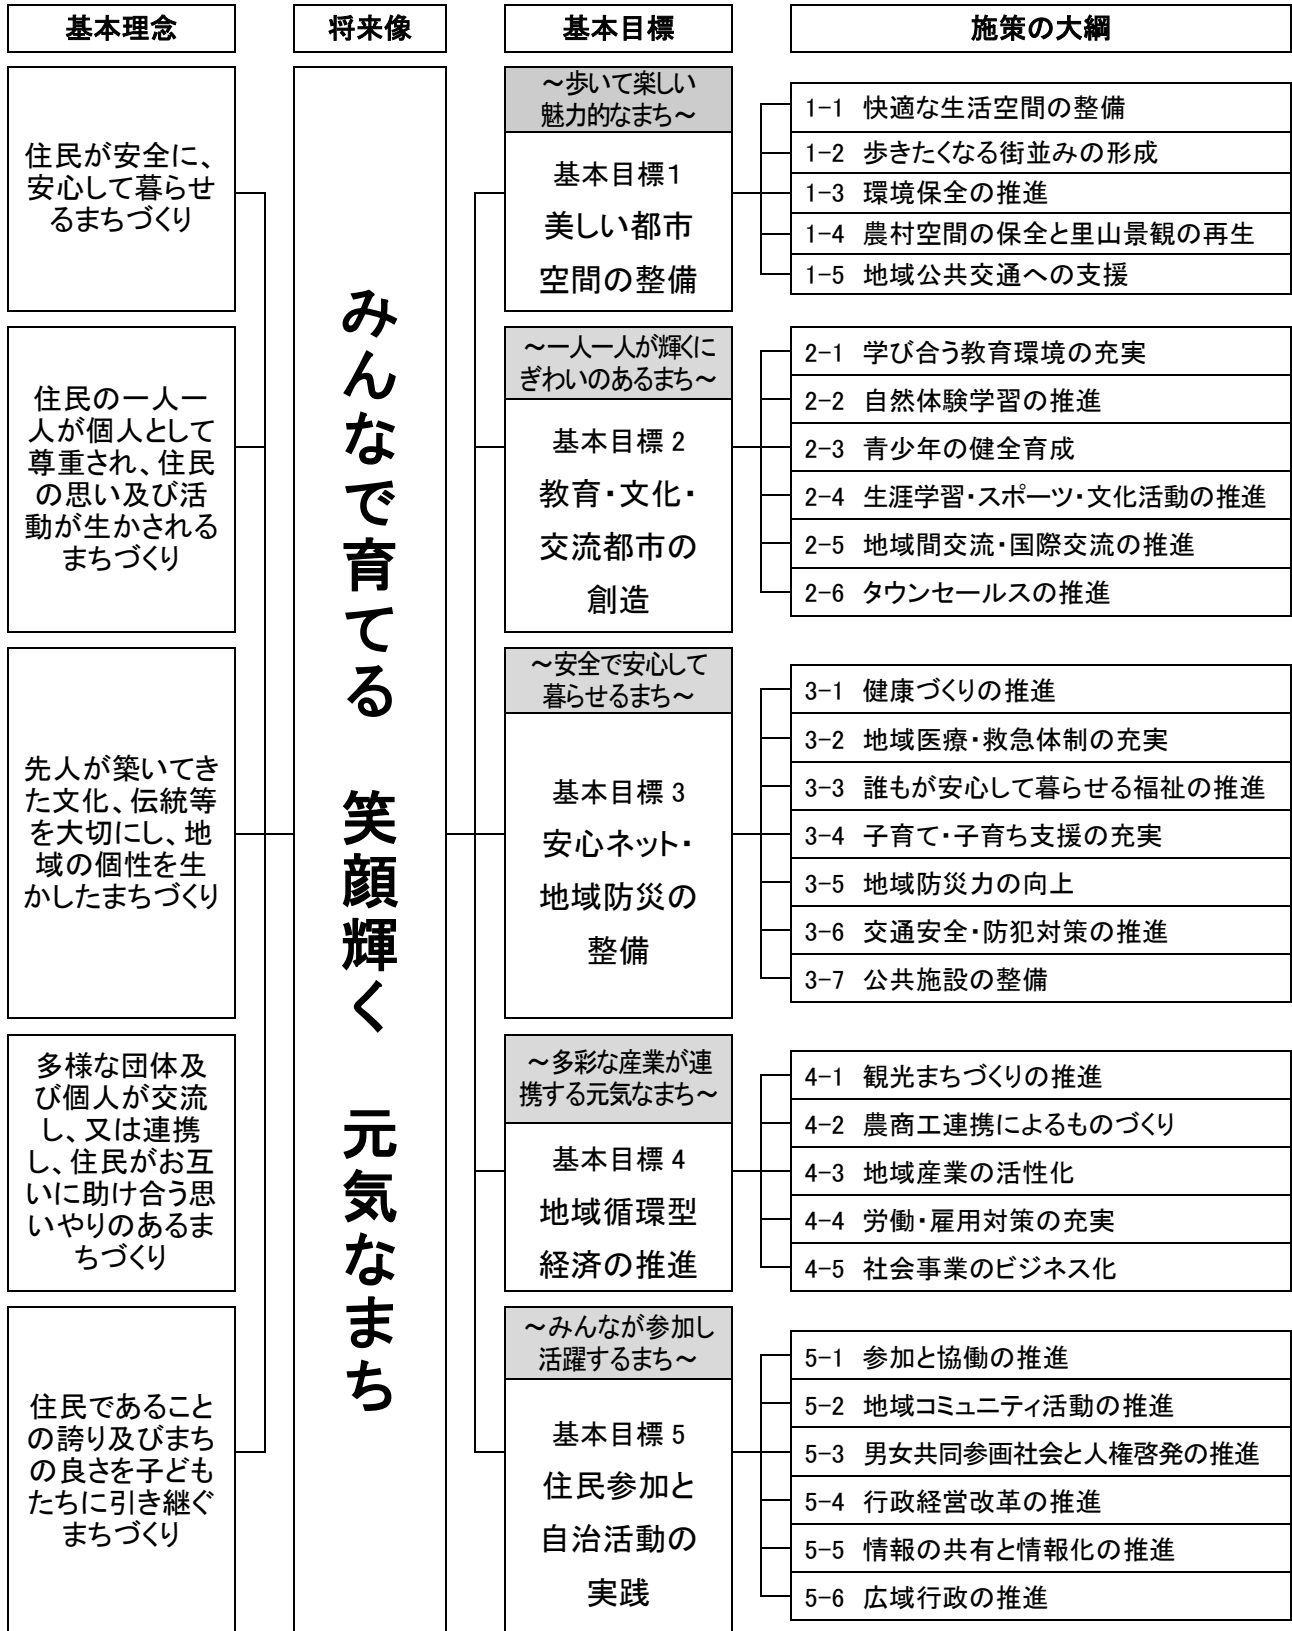 基本理念
将来像
基本目標
施策の大綱
住民が安全に、
安心して暮らせ
るまちづくり
住民の一人一
人が個人として
尊重され、住民
の思い及び活
動が生かされる
まちづくり
先人が築いてき
た文化、伝統等
を大切にし、地
域の個性を生
かしたまちづくり
多様な団体及
び個人が交流
し、又は連携
し、住民がお互
いに助け合う思
いやりのあるま
ちづくり
住民であること
の誇り及びまち
の良さを子ども
たちに引き継ぐ
まちづくり
みんなで育てる　笑顔輝く　元気なまち
～歩いて楽しい
魅力的なまち～
基本目標1
美しい都市
空間の整備
1-1 快適な生活空間の整備
1-2 歩きたくなる街並みの形成
1-3 環境保全の推進
1-4 農村空間の保全と里山景観の再生
1-5 地域公共交通への支援
～一人一人が輝くに
ぎわいのあるまち～
基本目標 2
教育・文化・
交流都市の
創造
2-1 学び合う教育環境の充実
2-2 自然体験学習の推進
2-3 青少年の健全育成
2-4 生涯学習・スポーツ・文化活動の推進
2-5 地域間交流・国際交流の推進
2-6 タウンセールスの推進
～安全で安心して
暮らせるまち～
基本目標 3
安心ネット・
地域防災の
整備
3-1 健康づくりの推進
3-2 地域医療・救急体制の充実
3-3 誰もが安心して暮らせる福祉の推進
3-4 子育て・子育ち支援の充実
3-5 地域防災力の向上
3-6 交通安全・防犯対策の推進
3-7 公共施設の整備
～多彩な産業が連
携する元気なまち～
基本目標 4
地域循環型
経済の推進
4-1 観光まちづくりの推進
4-2 農商工連携によるものづくり
4-3 地域産業の活性化
4-4 労働・雇用対策の充実
4-5 社会事業のビジネス化
～みんなが参加し
活躍するまち～
基本目標 5
住民参加と
自治活動の
実践
5-1 参加と協働の推進
5-2 地域コミュニティ活動の推進
5-3 男女共同参画社会と人権啓発の推進
5-4 行政経営改革の推進
5-5 情報の共有と情報化の推進
5-6 広域行政の推進